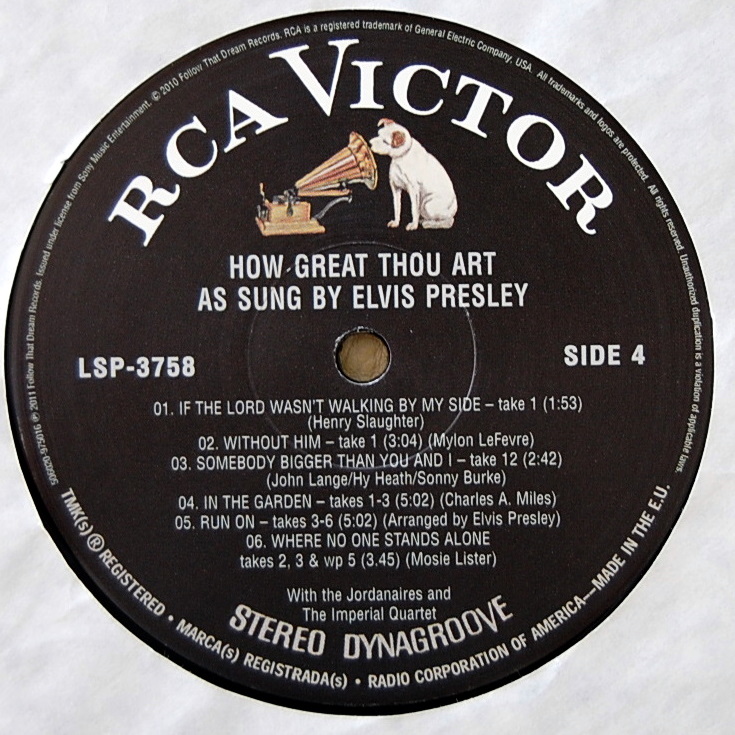 506020-975016 © 2011 Follow That Dream Records. Issued under license from Sony Music Entertainment. © 2010 Follow That Dream Records. RCA is a registered trademark of General Electric Company, USA. All trademarks and logos are protected. All rights reserved. Unauthorized duplication is a violation of applicable laws.
RCA VICTOR
HOW GREAT THOU ART
AS SUNG BY ELVIS PRESLEY
LSP-3758
SIDE 4
01. IF THE LORD WASN'T WALKING BY MY SIDE – take 1 (1:53)
(Henry Slaughter)
02. WITHOUT HIM – take 1 (3:04) (Mylon LeFevre)
03. SOMEBODY BIGGER THAN YOU AND I – take 12 (2:42)
(John Lange/Hy Heath/Sonny Burke)
04. IN THE GARDEN – takes 1-3 (5:02) (Charles A. Miles)
05. RUN ON – takes 3-6 (5:02) (Arranged by Elvis Presley)
06. WHERE NO ONE STANDS ALONE
takes 2, 3 & wp 5 (3.45) (Mosie Lister)
With the Jordanaires and
The Imperial Quartet
STEREO DYNAGROOVE
TMK(s) ® REGISTERED • MARCA(s) REGISTRADA(s) • RADIO CORPORATION OF AMERICA—MADE IN THE E.U.